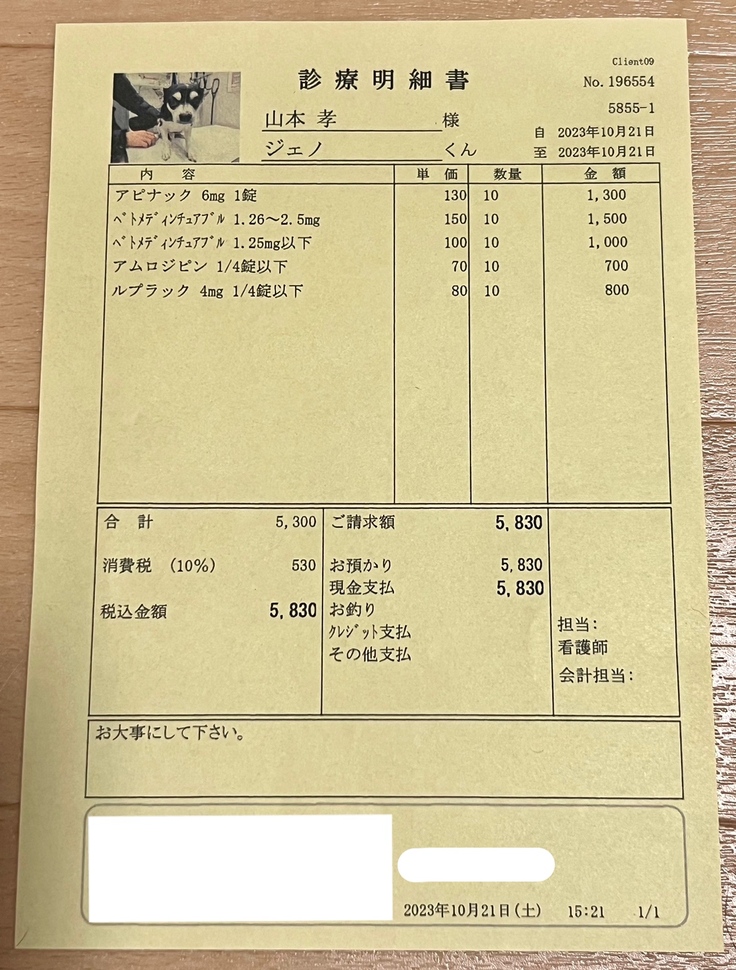 Client09
診療明細書
No. 196554
5855-1
山本 孝 様
自 2023年10月21日
ジェノ くん
至 2023年10月21日
内 容 単 価 数量 金 額
アピナック 6mg 1錠 130 10 1,300
ﾍﾞﾄﾒﾃﾞｨﾝﾁｭｱﾌﾞﾙ 1.26～2.5mg 150 10 1,500
ﾍﾞﾄﾒﾃﾞｨﾝﾁｭｱﾌﾞﾙ 1.25mg以下 100 10 1,000
アムロジピン 1/4錠以下 70 10 700
ルプラック 4mg 1/4錠以下 80 10 800
合 計 5,300 ご請求額 5,830
消費税 (10%) 530 お預かり 5,830
現金支払 5,830
税込金額 5,830 お釣り
ｸﾚｼﾞｯﾄ支払
その他支払
担当:
看護師
会計担当:
お大事にして下さい。
2023年10月21日(土) 15:21 1/1